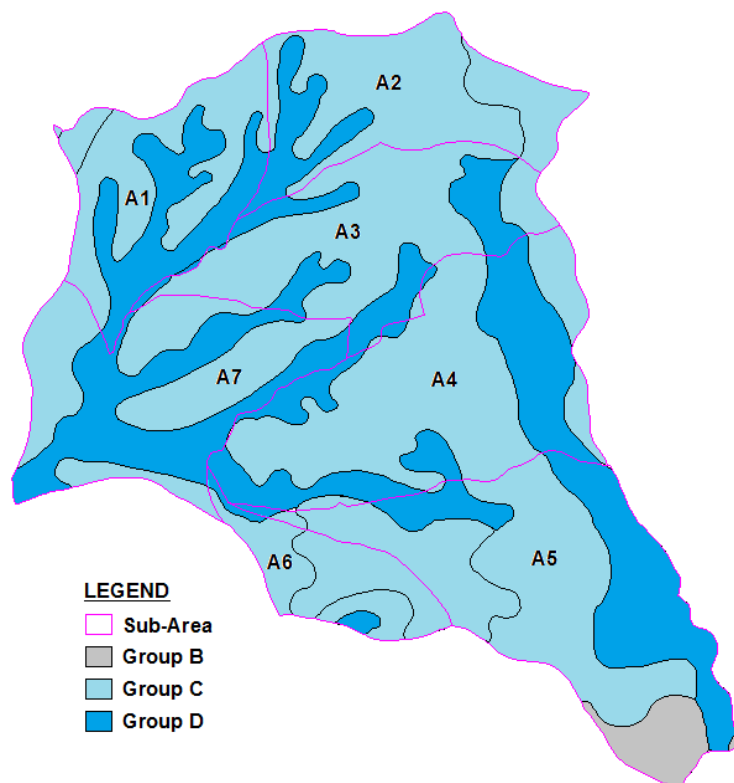 A2
A1
A3
A7
A4
A6
A5
LEGEND
Sub-Area
Group B
Group C
Group D